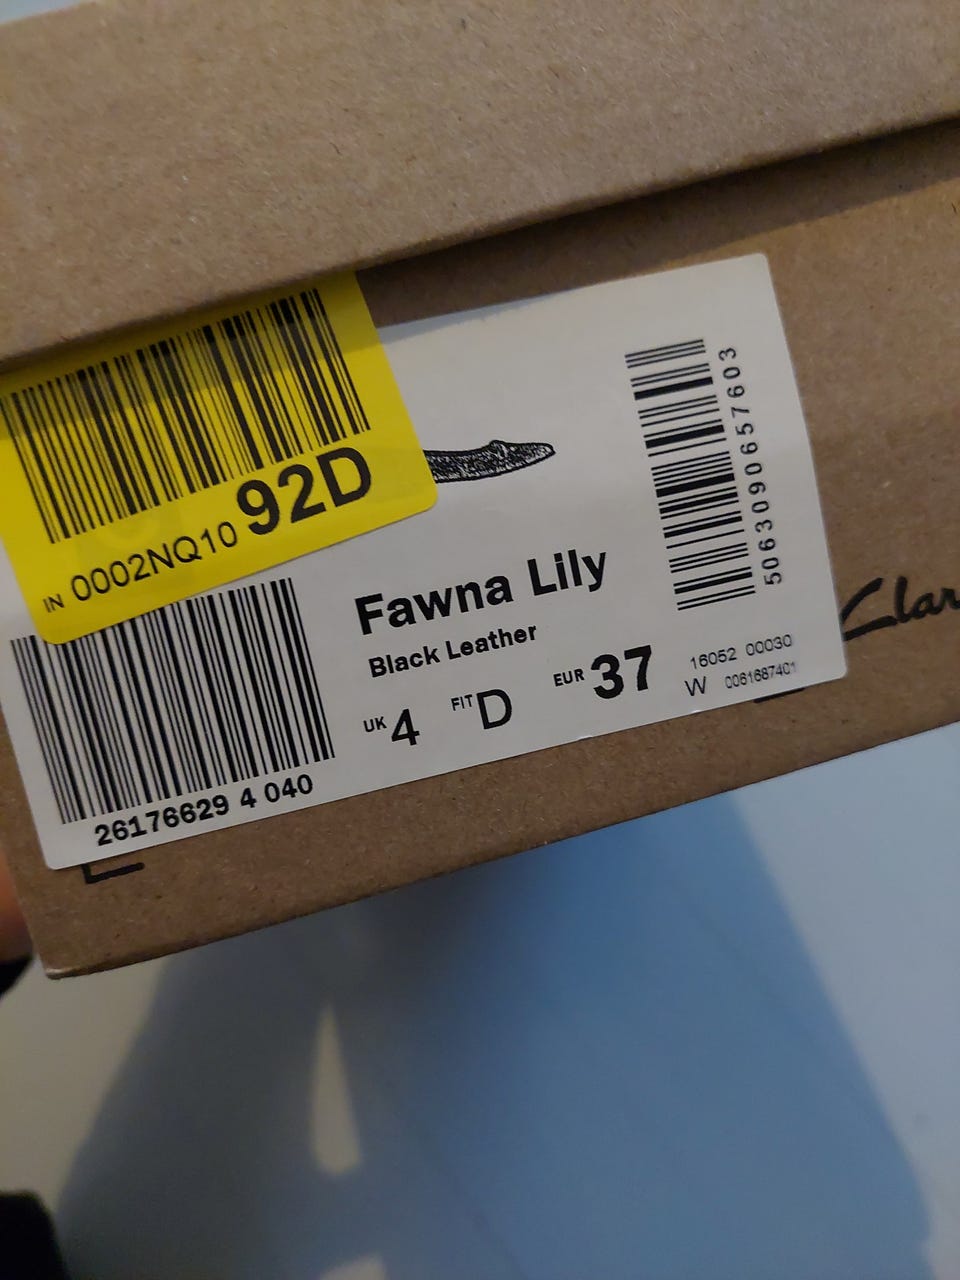 IN 0002NQ10 92D
Fawna Lily
Black Leather
UK 4 FIT D EUR 37
26176629 4 040
5063090657603
16052 00030
W 0061687401